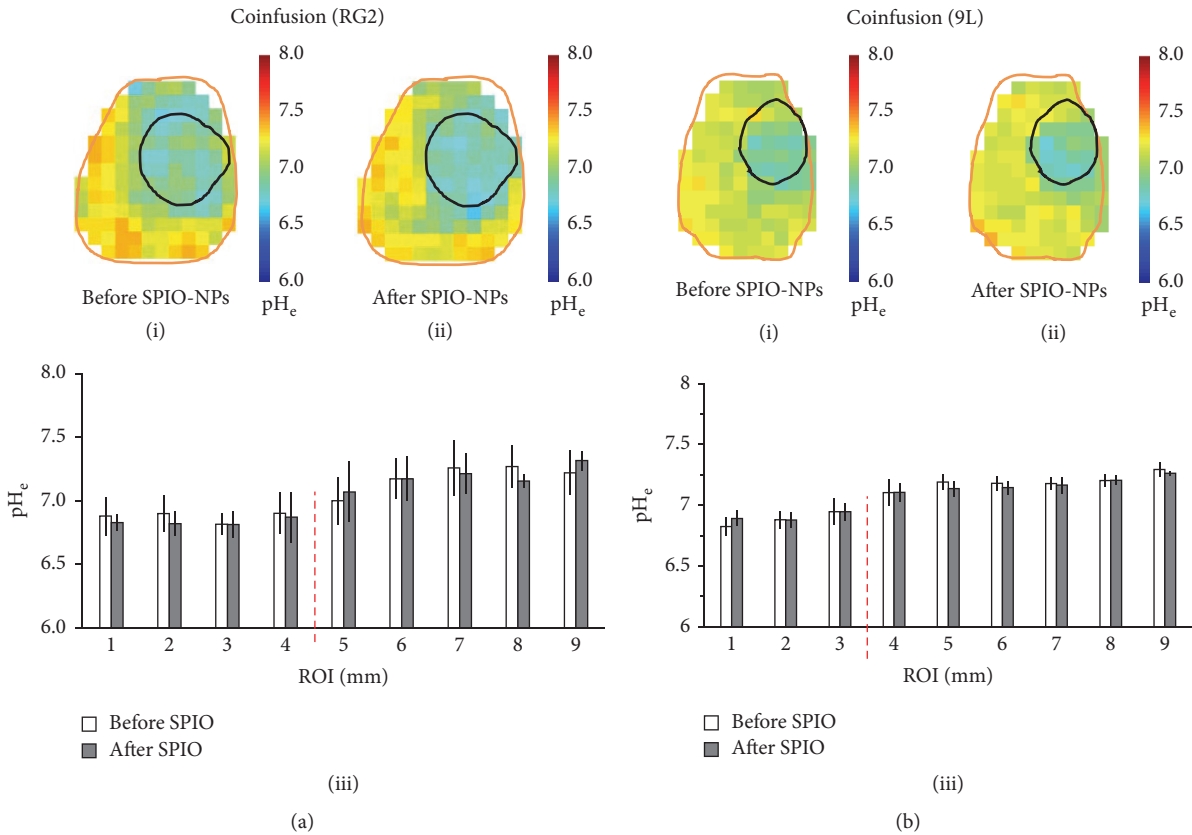 Coinfusion (RG2)
8.0
7.5
7.0
6.5
6.0
pHe
8.0
7.5
7.0
6.5
6.0
pHe
Before SPIO-NPs
After SPIO-NPs
(i)
(ii)
Coinfusion (9L)
8.0
7.5
7.0
6.5
6.0
pHe
8.0
7.5
7.0
6.5
6.0
pHe
Before SPIO-NPs
After SPIO-NPs
(i)
(ii)
pHe
8.0
7.5
7.0
6.5
6.0
1 2 3 4 5 6 7 8 9
ROI (mm)
Before SPIO
After SPIO
(iii)
(a)
pHe
8
7.5
7
6.5
6
1 2 3 4 5 6 7 8 9
ROI (mm)
Before SPIO
After SPIO
(iii)
(b)